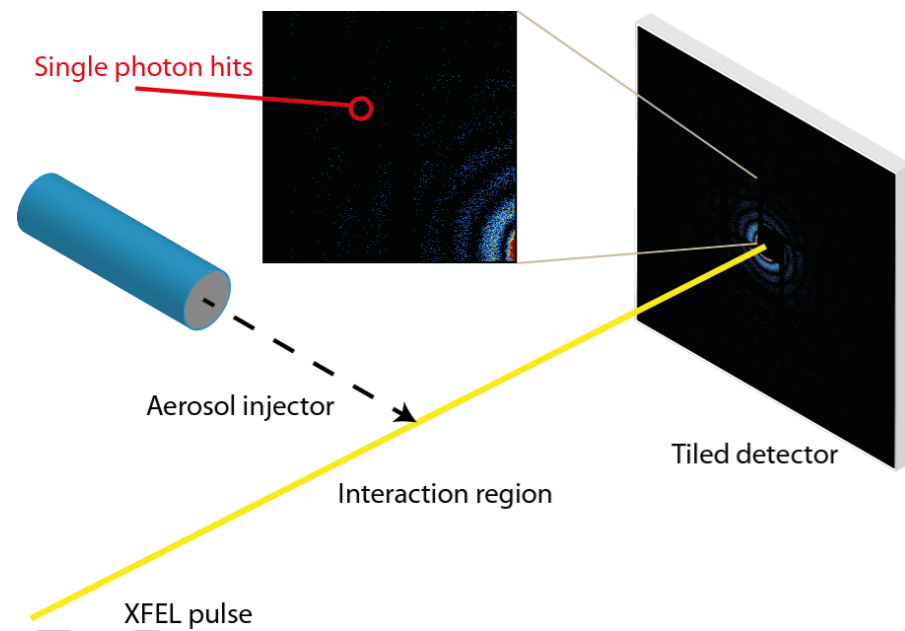 Single photon hits
Aerosol injector
Tiled detector
Interaction region
XFEL pulse